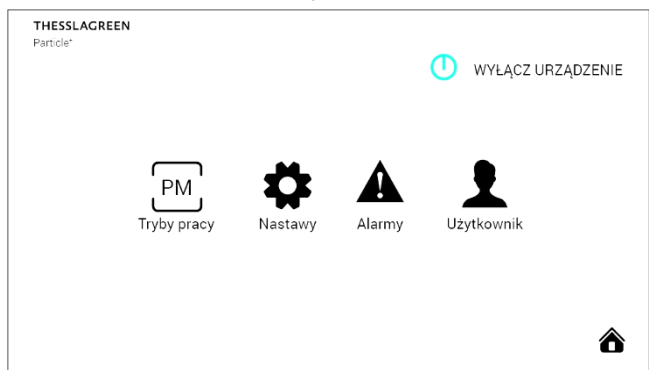 THESSLAGREEN
Particle+
WYŁĄCZ URZĄDZENIE
PM
Tryby pracy
Nastawy
Alarmy
Użytkownik